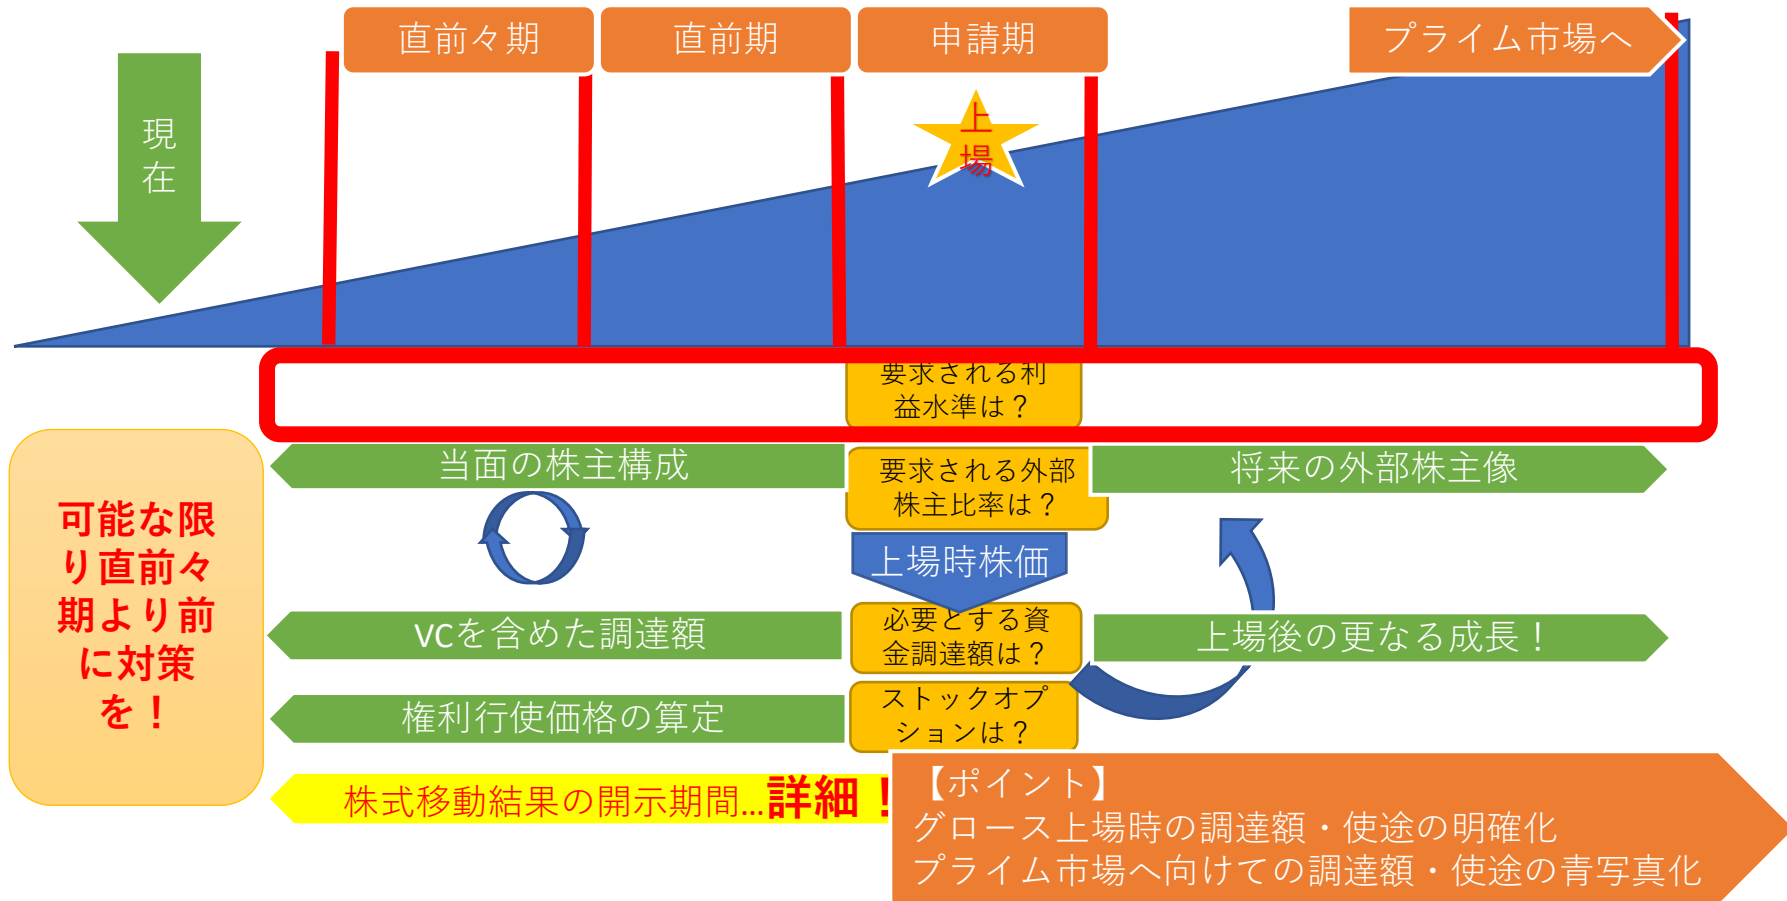 直前々期
直前期
申請期
プライム市場へ
現
在
上
場
要求される利
益水準は？
当面の株主構成
要求される外部
株主比率は？
将来の外部株主像
可能な限
り直前々
期より前
に対策
を！
上場時株価
VCを含めた調達額
必要とする資
金調達額は？
上場後の更なる成長！
権利行使価格の算定
ストックオプ
ションは？
株式移動結果の開示期間…詳細！
【ポイント】
グロース上場時の調達額・使途の明確化
プライム市場へ向けての調達額・使途の青写真化